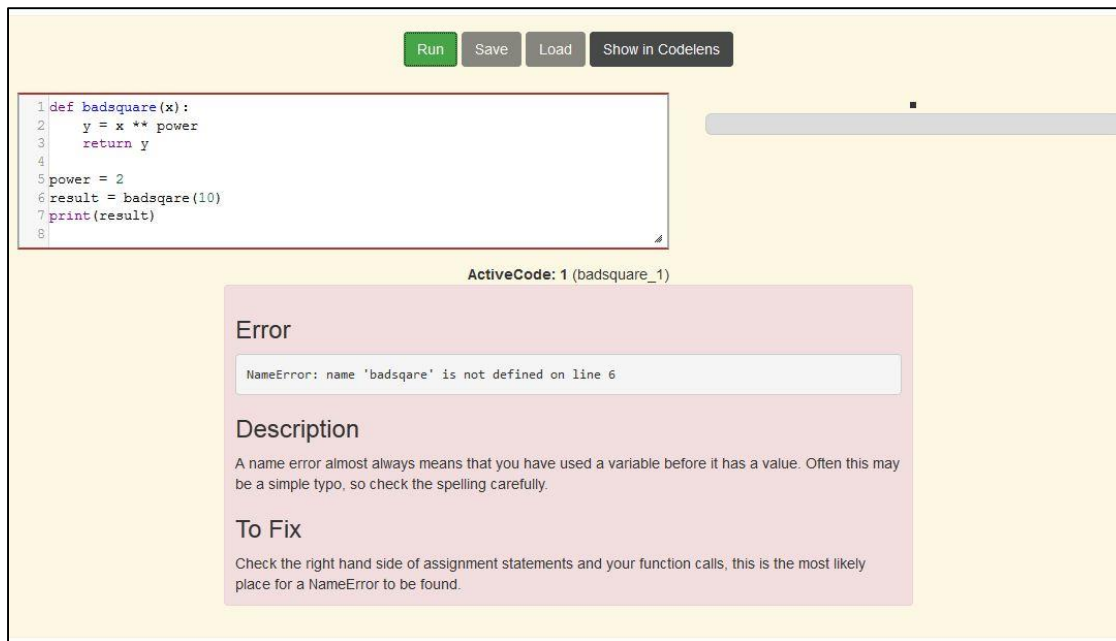 Run Save Load Show in Codelens
1 def badsquare(x):
2     y = x ** power
3     return y
4
5 power = 2
6 result = badsqare(10)
7 print(result)
8
ActiveCode: 1 (badsquare_1)
Error
NameError: name 'badsqare' is not defined on line 6
Description
A name error almost always means that you have used a variable before it has a value. Often this may
be a simple typo, so check the spelling carefully.
To Fix
Check the right hand side of assignment statements and your function calls, this is the most likely
place for a NameError to be found.